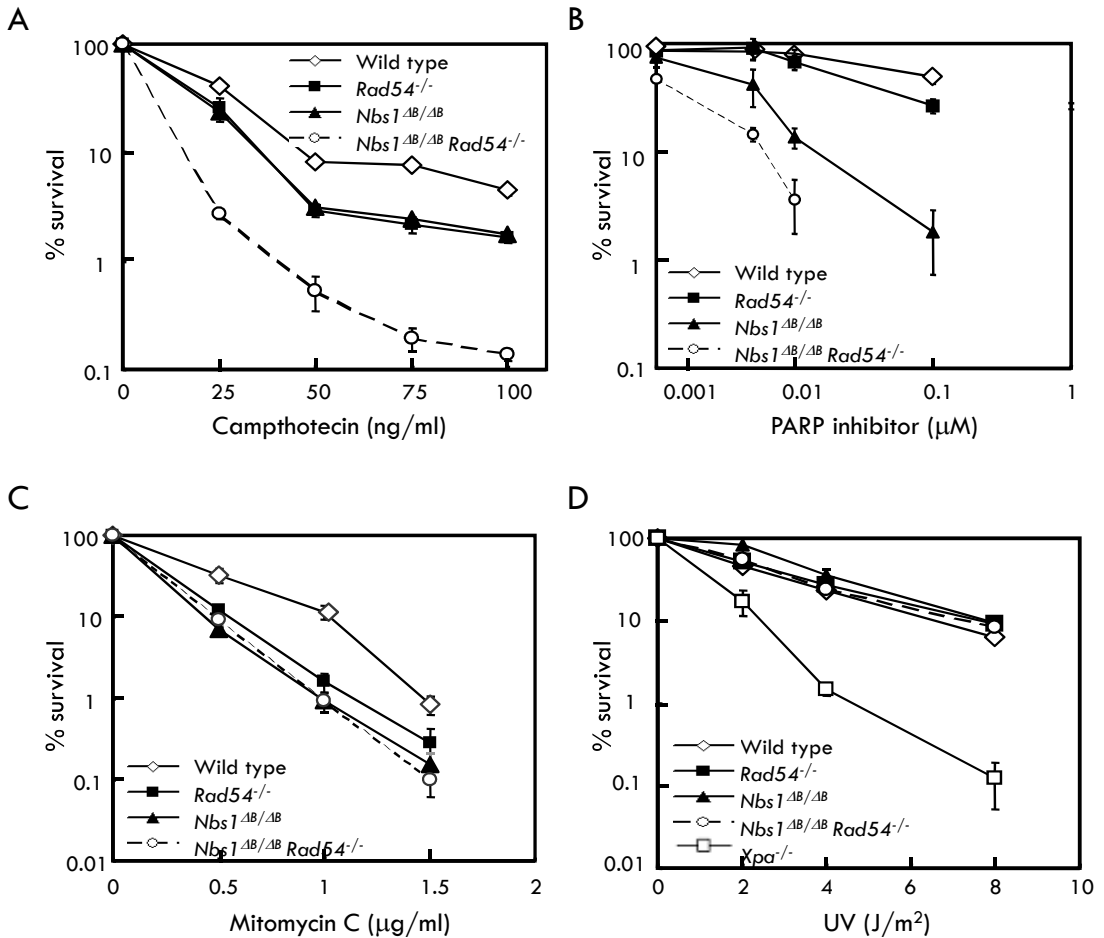 A
100
10
1
0.1
Wild type
Rad54-/-
Nbs1ΔB/ΔB
Nbs1ΔB/ΔB Rad54-/-
% survival
0 25 50 75 100
Campthotecin (ng/ml)
B
100
10
1
0.1
% survival
Wild type
Rad54-/-
Nbs1ΔB/ΔB
Nbs1ΔB/ΔB Rad54-/-
0.001 0.01 0.1 1
PARP inhibitor (μM)
C
100
10
1
0.1
0.01
% survival
Wild type
Rad54-/-
Nbs1ΔB/ΔB
Nbs1ΔB/ΔB Rad54-/-
0 0.5 1 1.5 2
Mitomycin C (μg/ml)
D
100
10
1
0.1
0.01
% survival
Wild type
Rad54-/-
Nbs1ΔB/ΔB
Nbs1ΔB/ΔB Rad54-/-
Xpa-/-
0 2 4 6 8 10
UV (J/m²)